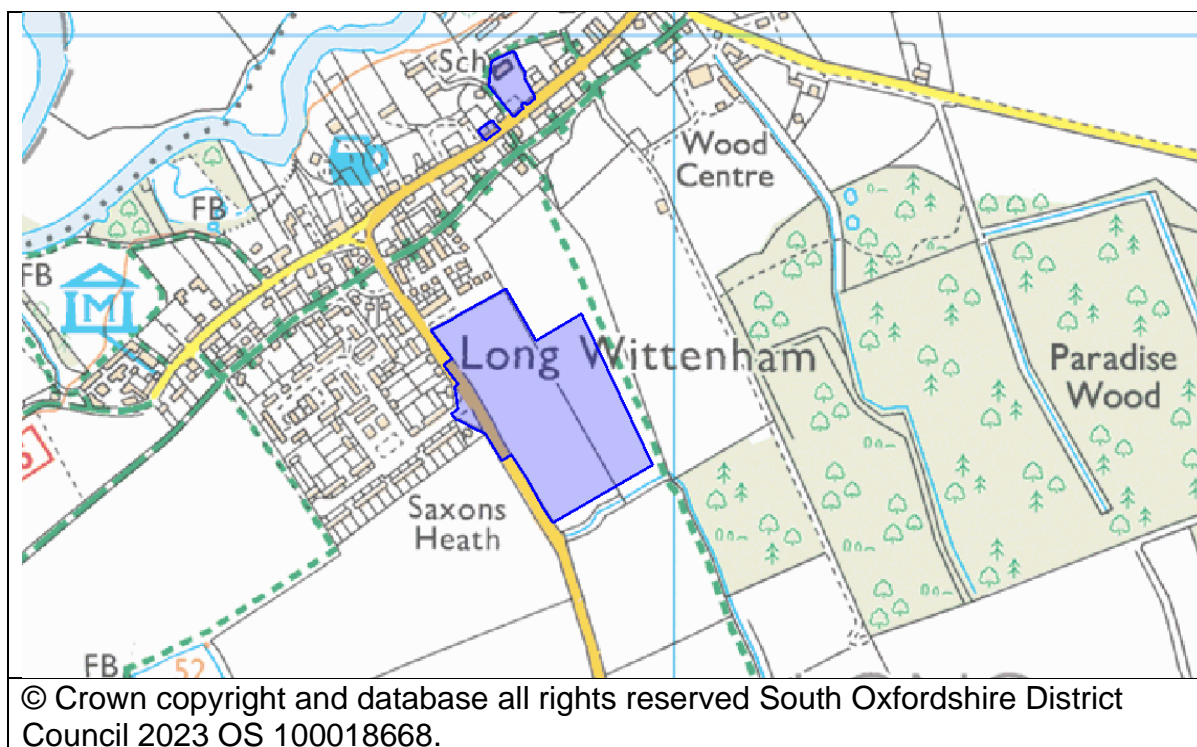 Sch
Wood
Centre
FB
FB
M
Long Wittenham
Paradise
Wood
Saxons
Heath
FB
52
© Crown copyright and database all rights reserved South Oxfordshire District
Council 2023 OS 100018668.